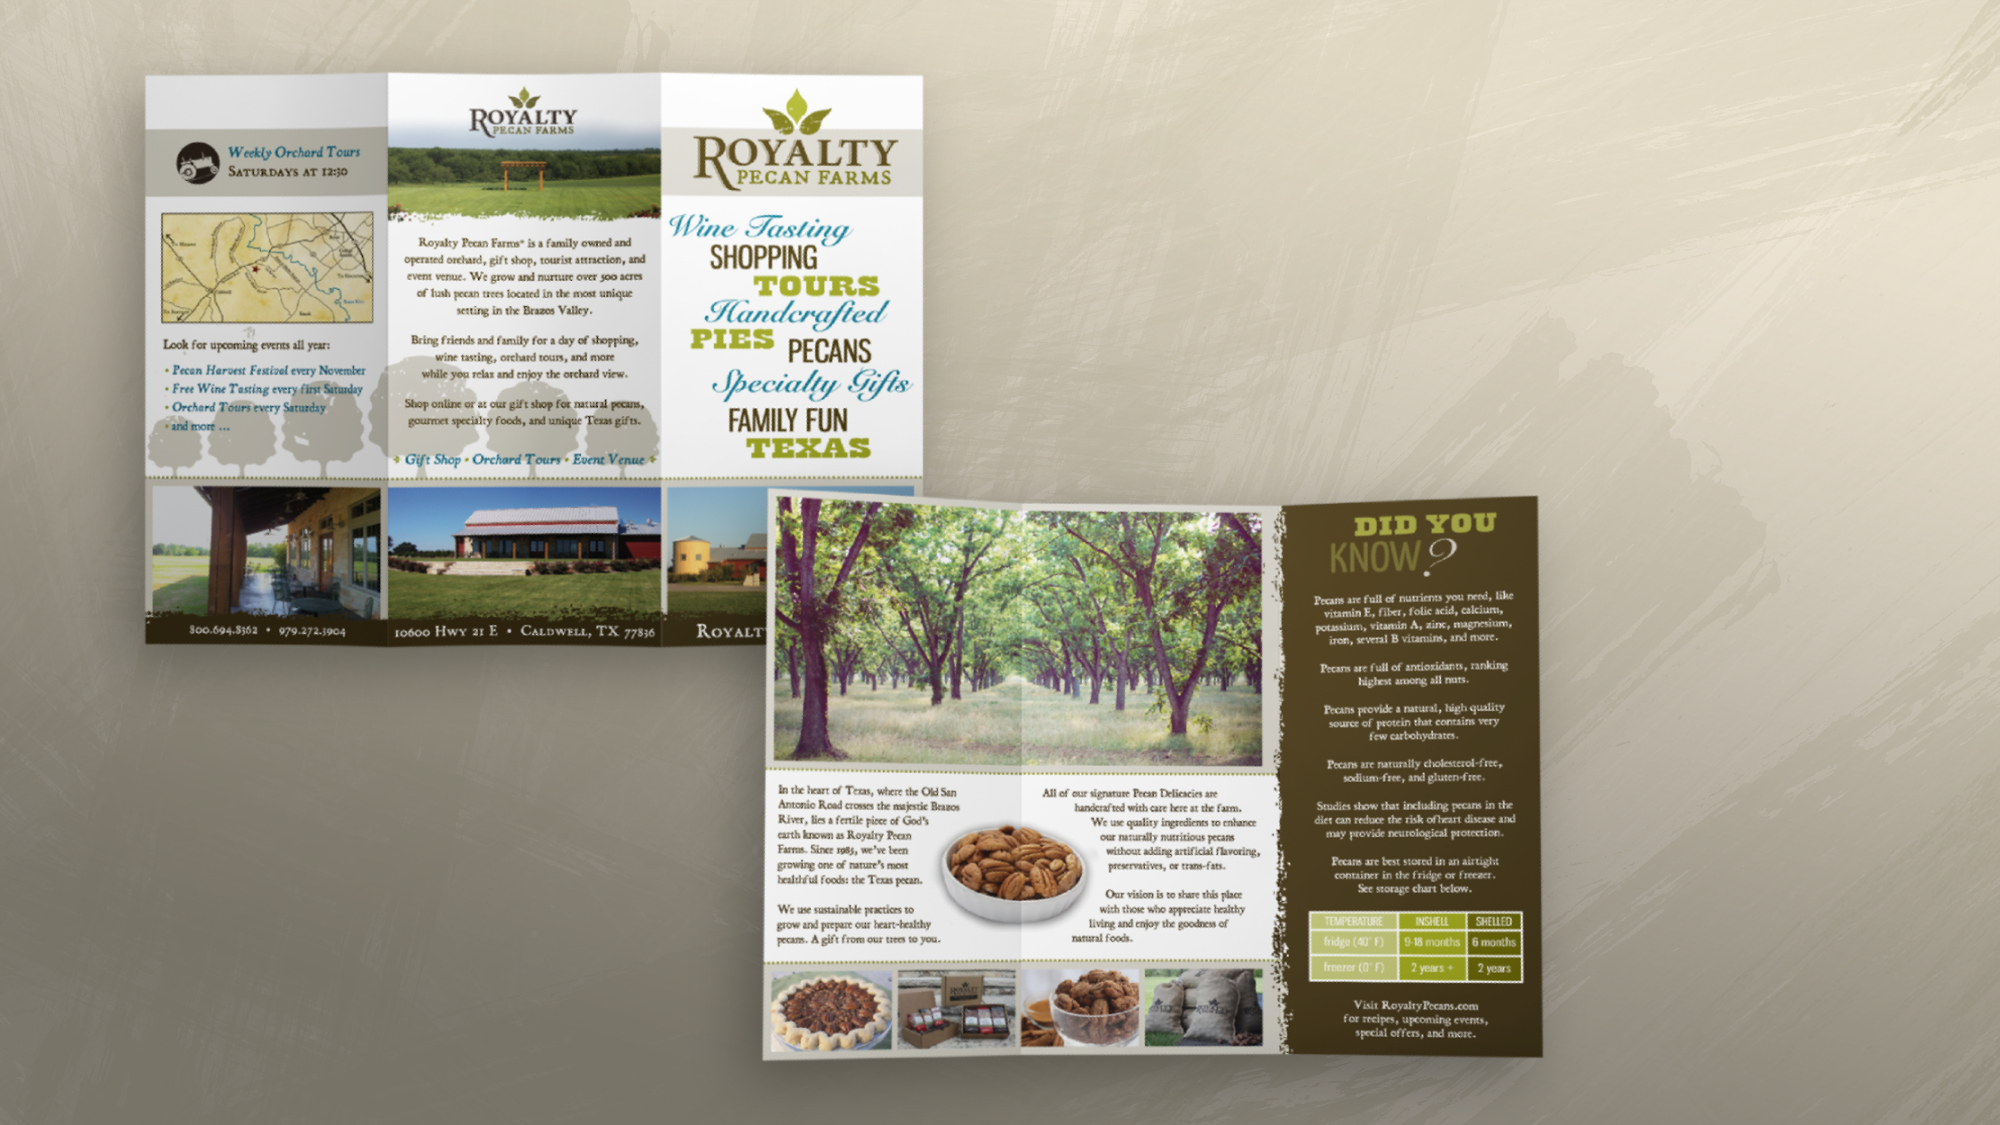 Weekly Orchard Tours
Saturdays at 12:30
Look for upcoming events all year:
• Pecan Harvest Festival every November
• Free Wine Tasting every first Saturday
• Orchard Tours every Saturday
• and more ...
800.694.8362 • 979.272.3904
Royalty
Pecan Farms
Royalty Pecan Farms® is a family owned and
operated orchard, gift shop, tourist attraction, and
event venue. We grow and nurture over 500 acres
of lush pecan trees located in the most unique
setting in the Brazos Valley.
Bring friends and family for a day of shopping,
wine tasting, orchard tours, and more
while you relax and enjoy the orchard view.
Shop online or at our gift shop for natural pecans,
gourmet specialty foods, and unique Texas gifts.
Gift Shop • Orchard Tours • Event Venue
10600 Hwy 21 E • Caldwell, TX 77836
Royalty
Pecan Farms
Wine Tasting
SHOPPING
TOURS
Handcrafted
PIES PECANS
Specialty Gifts
FAMILY FUN
TEXAS
Royalt
In the heart of Texas, where the Old San
Antonio Road crosses the majestic Brazos
River, lies a fertile piece of God's
earth known as Royalty Pecan
Farms. Since 1985, we've been
growing one of nature's most
healthful foods: the Texas pecan.
We use sustainable practices to
grow and prepare our heart-healthy
pecans. A gift from our trees to you.
All of our signature Pecan Delicacies are
handcrafted with care here at the farm.
We use quality ingredients to enhance
our naturally nutritious pecans
without adding artificial flavoring,
preservatives, or trans-fats.
Our vision is to share this place
with those who appreciate healthy
living and enjoy the goodness of
natural foods.
DID YOU
KNOW?
Pecans are full of nutrients you need, like
vitamin E, fiber, folic acid, calcium,
potassium, vitamin A, zinc, magnesium,
iron, several B vitamins, and more.
Pecans are full of antioxidants, ranking
highest among all nuts.
Pecans provide a natural, high quality
source of protein that contains very
few carbohydrates.
Pecans are naturally cholesterol-free,
sodium-free, and gluten-free.
Studies show that including pecans in the
diet can reduce the risk of heart disease and
may provide neurological protection.
Pecans are best stored in an airtight
container in the fridge or freezer.
See storage chart below.
TEMPERATURE INSHELL SHELLED
fridge (40° F) 9-18 months 6 months
freezer (0° F) 2 years + 2 years
Visit RoyaltyPecans.com
for recipes, upcoming events,
special offers, and more.